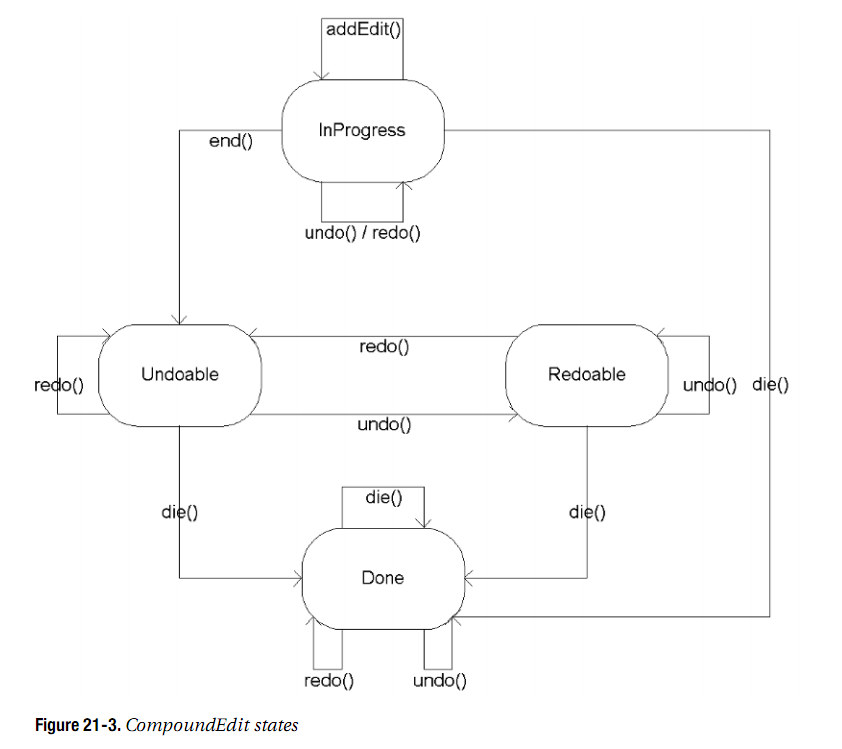 addEdit()
InProgress
end()
undo() / redo()
redo()
Undoable
Redoable
redo()
undo()
die()
undo()
die()
die()
die()
Done
redo()
undo()
Figure 21-3. CompoundEdit states